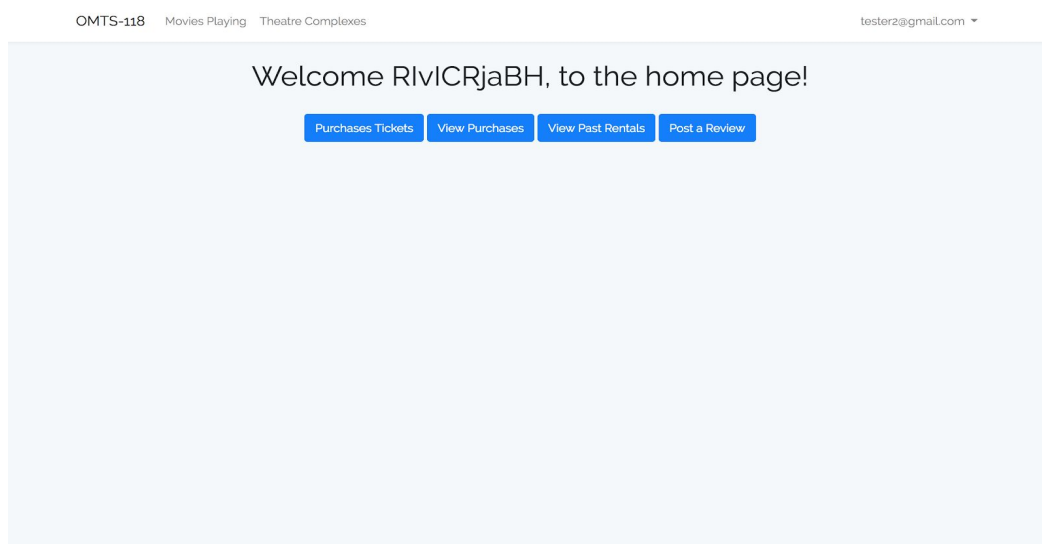 OMTS-118 Movies Playing Theatre Complexes tester2@gmail.com
Welcome RIvICRjaBH, to the home page!
Purchases Tickets View Purchases View Past Rentals Post a Review